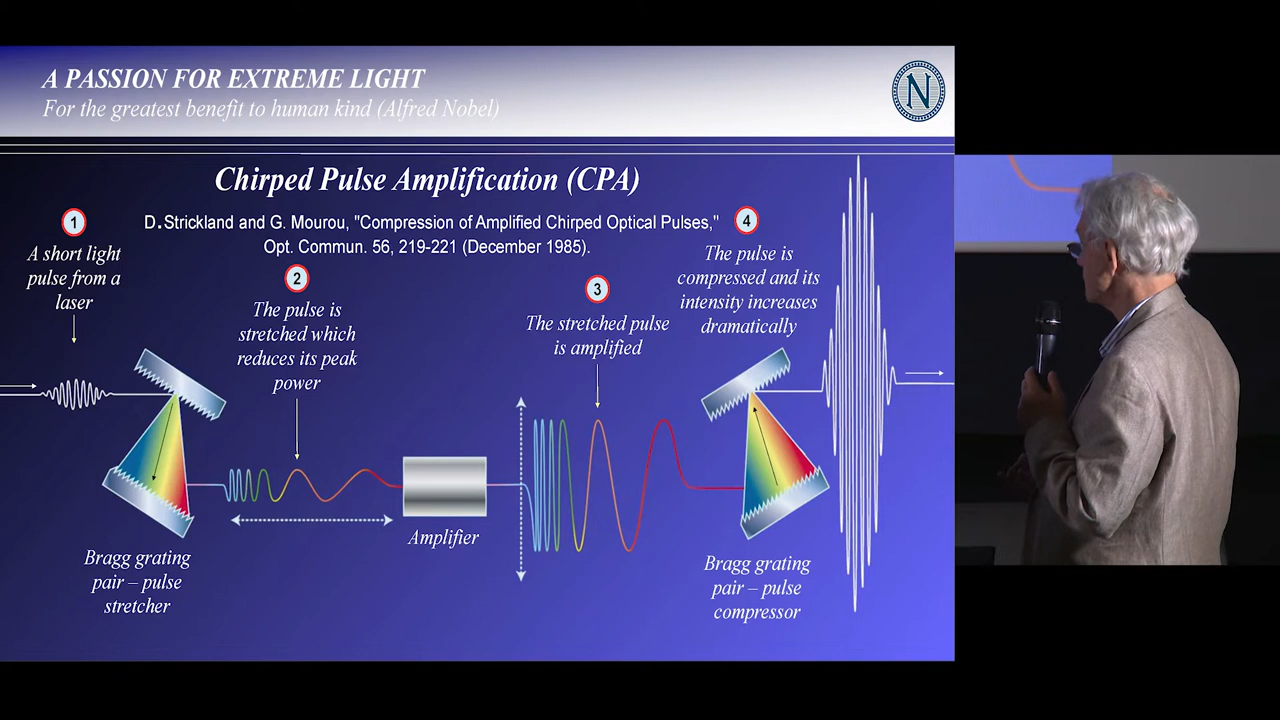 A PASSION FOR EXTREME LIGHT
For the greatest benefit to human kind (Alfred Nobel)
N
Chirped Pulse Amplification (CPA)
D. Strickland and G. Mourou, "Compression of Amplified Chirped Optical Pulses,"
Opt. Commun. 56, 219-221 (December 1985).
1
A short light
pulse from a
laser
2
The pulse is
stretched which
reduces its peak
power
3
The stretched pulse
is amplified
4
The pulse is
compressed and its
intensity increases
dramatically
Bragg grating
pair – pulse
stretcher
Amplifier
Bragg grating
pair – pulse
compressor